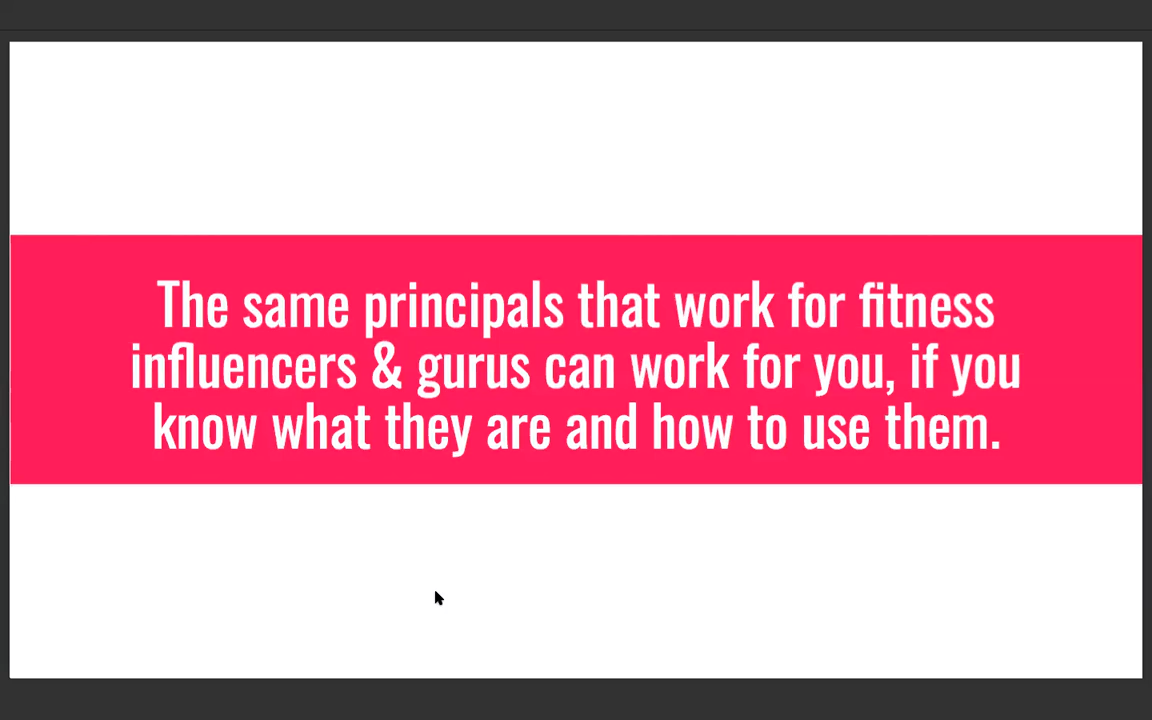 The same principals that work for fitness
influencers & gurus can work for you, if you
know what they are and how to use them.